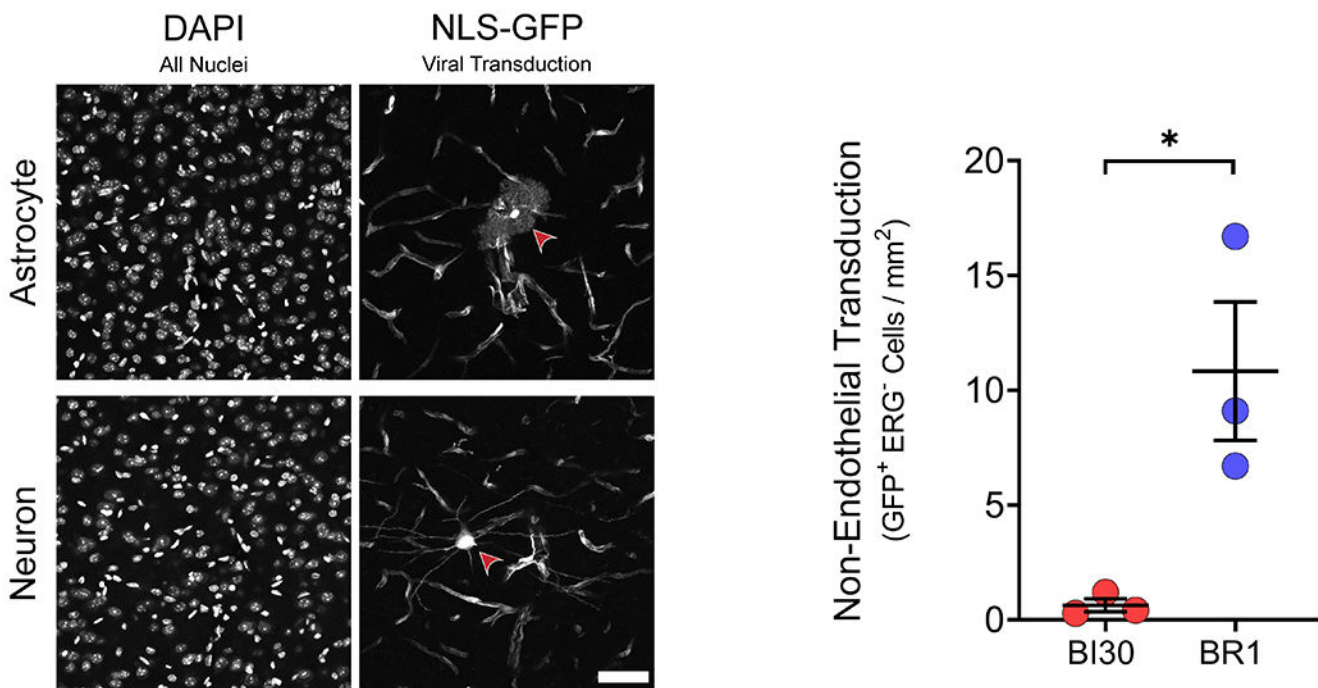 DAPI
All Nuclei
NLS-GFP
Viral Transduction
Astrocyte
Neuron
Non-Endothelial Transduction
(GFP⁺ ERG⁻ Cells / mm²)
20
15
10
5
0
*
BI30
BR1